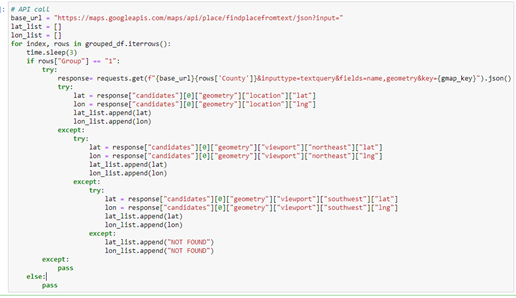 ]: # API call
base_url = "https://maps.googleapis.com/maps/api/place/findplacefromtext/json?input="
lat_list = []
lon_list = []
for index, rows in grouped_df.iterrows():
    time.sleep(3)
    if rows["Group"] == "1":
        try:
            response= requests.get(f"{base_url}{rows['County']}&inputtype=textquery&fields=name,geometry&key={gmap_key}").json()
            try:
                lat = response["candidates"][0]["geometry"]["location"]["lat"]
                lon = response["candidates"][0]["geometry"]["location"]["lng"]
                lat_list.append(lat)
                lon_list.append(lon)
            except:
                try:
                    lat = response["candidates"][0]["geometry"]["viewport"]["northeast"]["lat"]
                    lon = response["candidates"][0]["geometry"]["viewport"]["northeast"]["lng"]
                    lat_list.append(lat)
                    lon_list.append(lon)
                except:
                    try:
                        lat = response["candidates"][0]["geometry"]["viewport"]["southwest"]["lat"]
                        lon = response["candidates"][0]["geometry"]["viewport"]["southwest"]["lng"]
                        lat_list.append(lat)
                        lon_list.append(lon)
                    except:
                        lat_list.append("NOT FOUND")
                        lon_list.append("NOT FOUND")
        except:
            pass
    else:
        pass